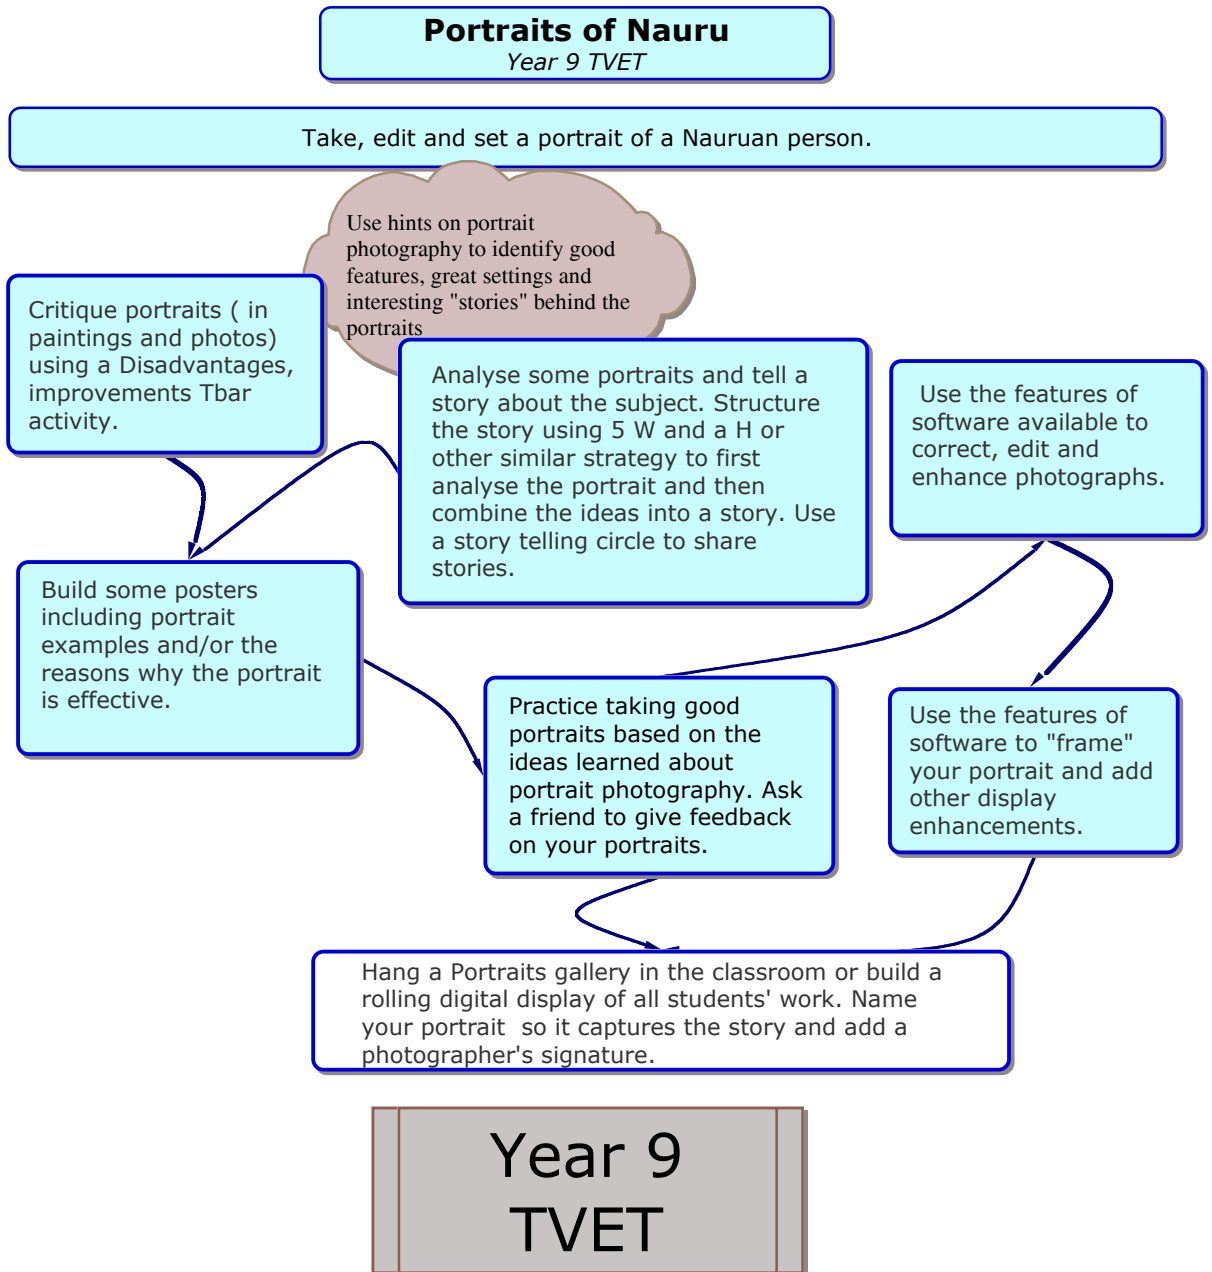 Portraits of Nauru
Year 9 TVET
Take, edit and set a portrait of a Nauruan person.
Use hints on portrait
photography to identify good
features, great settings and
interesting "stories" behind the
portraits
Critique portraits ( in
paintings and photos)
using a Disadvantages,
improvements Tbar
activity.
Analyse some portraits and tell a
story about the subject. Structure
the story using 5 W and a H or
other similar strategy to first
analyse the portrait and then
combine the ideas into a story. Use
a story telling circle to share
stories.
Use the features of
software available to
correct, edit and
enhance photographs.
Build some posters
including portrait
examples and/or the
reasons why the portrait
is effective.
Practice taking good
portraits based on the
ideas learned about
portrait photography. Ask
a friend to give feedback
on your portraits.
Use the features of
software to "frame"
your portrait and add
other display
enhancements.
Hang a Portraits gallery in the classroom or build a
rolling digital display of all students' work. Name
your portrait  so it captures the story and add a
photographer's signature.
Year 9
TVET